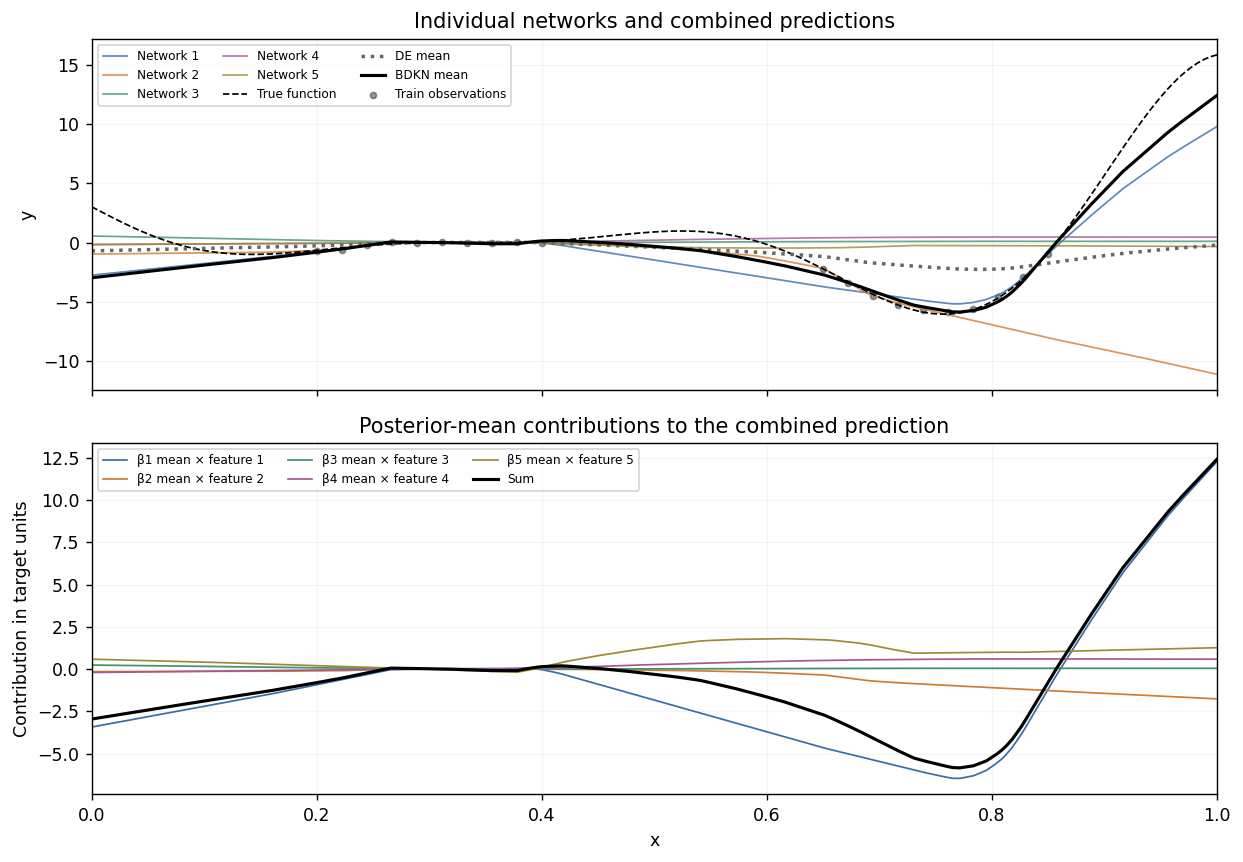 Individual networks and combined predictions
Network 1
Network 2
Network 3
Network 4
Network 5
True function
DE mean
BDKN mean
Train observations
y
15
10
5
0
−5
−10
Posterior-mean contributions to the combined prediction
β1 mean × feature 1
β2 mean × feature 2
β3 mean × feature 3
β4 mean × feature 4
β5 mean × feature 5
Sum
Contribution in target units
12.5
10.0
7.5
5.0
2.5
0.0
−2.5
−5.0
0.0
0.2
0.4
0.6
0.8
1.0
x